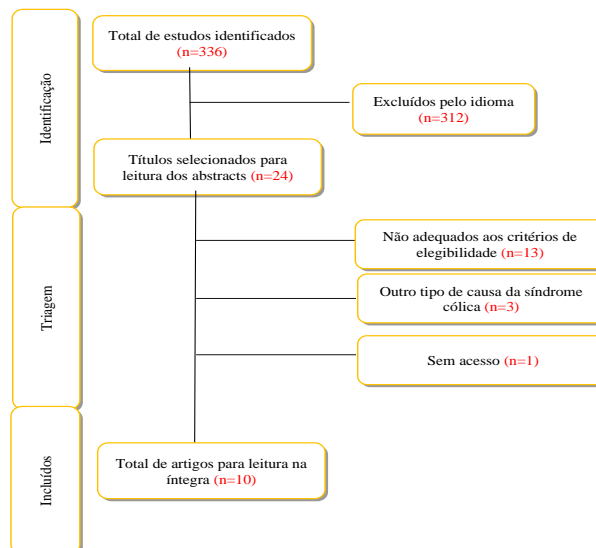 Identificação
Total de estudos identificados
(n=336)
Excluídos pelo idioma
(n=312)
Títulos selecionados para
leitura dos abstracts (n=24)
Triagem
Não adequados aos critérios de
elegibilidade (n=13)
Outro tipo de causa da síndrome
cólica (n=3)
Sem acesso (n=1)
Incluídos
Total de artigos para leitura na
íntegra (n=10)